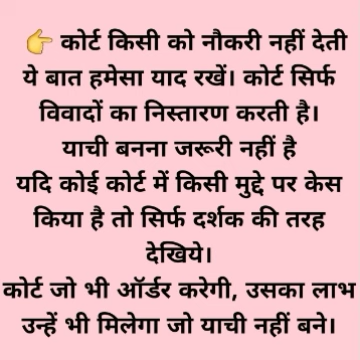 👉 कोर्ट किसी को नौकरी नहीं देती
ये बात हमेसा याद रखें। कोर्ट सिर्फ
विवादों का निस्तारण करती है।
याची बनना जरूरी नहीं है
यदि कोई कोर्ट में किसी मुद्दे पर केस
किया है तो सिर्फ दर्शक की तरह
देखिये।
कोर्ट जो भी ऑर्डर करेगी, उसका लाभ
उन्हें भी मिलेगा जो याची नहीं बने।